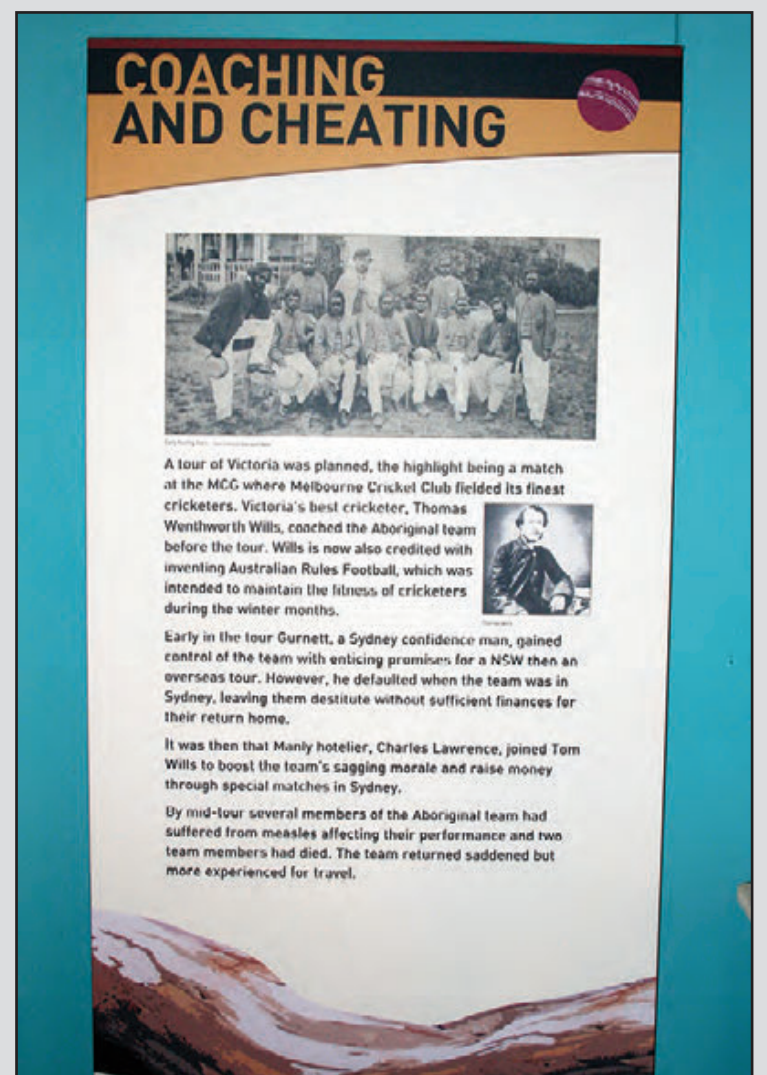 COACHING
AND CHEATING
A tour of Victoria was planned, the highlight being a match
at the MCG where Melbourne Cricket Club fielded its finest
cricketers. Victoria's best cricketer, Thomas
Wenthworth Wills, coached the Aboriginal team
before the tour. Wills is now also credited with
inventing Australian Rules Football, which was
intended to maintain the fitness of cricketers
during the winter months.
Early in the tour Gurnett, a Sydney confidence man, gained
control of the team with enticing promises for a NSW then an
overseas tour. However, he defaulted when the team was in
Sydney, leaving them destitute without sufficient finances for
their return home.
It was then that Manly hotelier, Charles Lawrence, joined Tom
Wills to boost the team's sagging morale and raise money
through special matches in Sydney.
By mid-tour several members of the Aboriginal team had
suffered from measles affecting their performance and two
team members had died. The team returned saddened but
more experienced for travel.